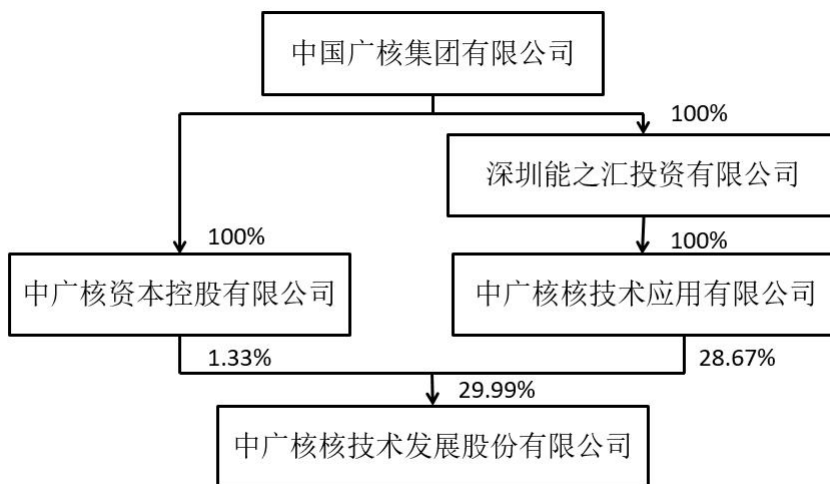 中国广核集团有限公司
100%
深圳能之汇投资有限公司
100%
100%
中广核资本控股有限公司
中广核核技术应用有限公司
1.33%
28.67%
29.99%
中广核核技术发展股份有限公司